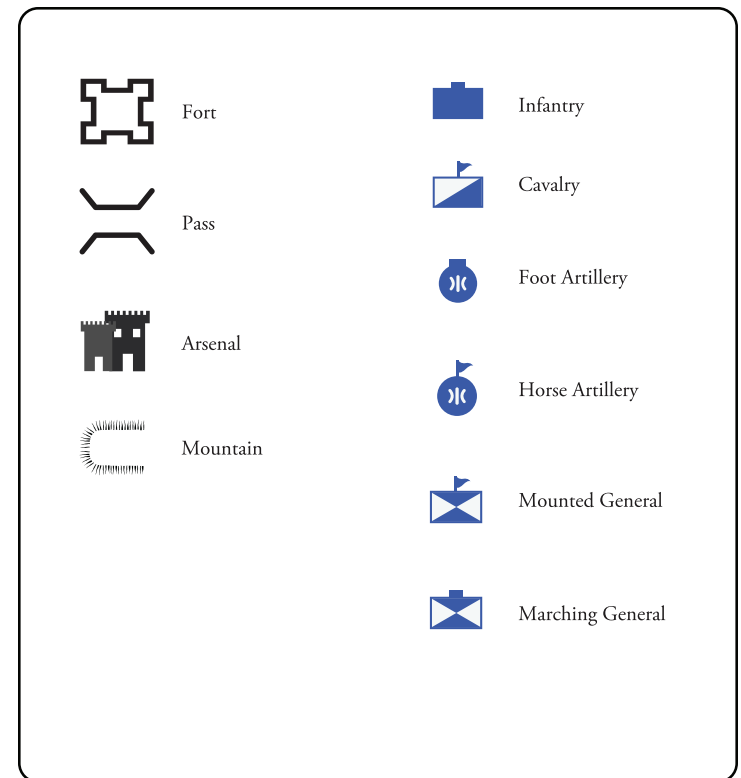 Fort
Pass
Arsenal
Mountain
Infantry
Cavalry
Foot Artillery
Horse Artillery
Mounted General
Marching General